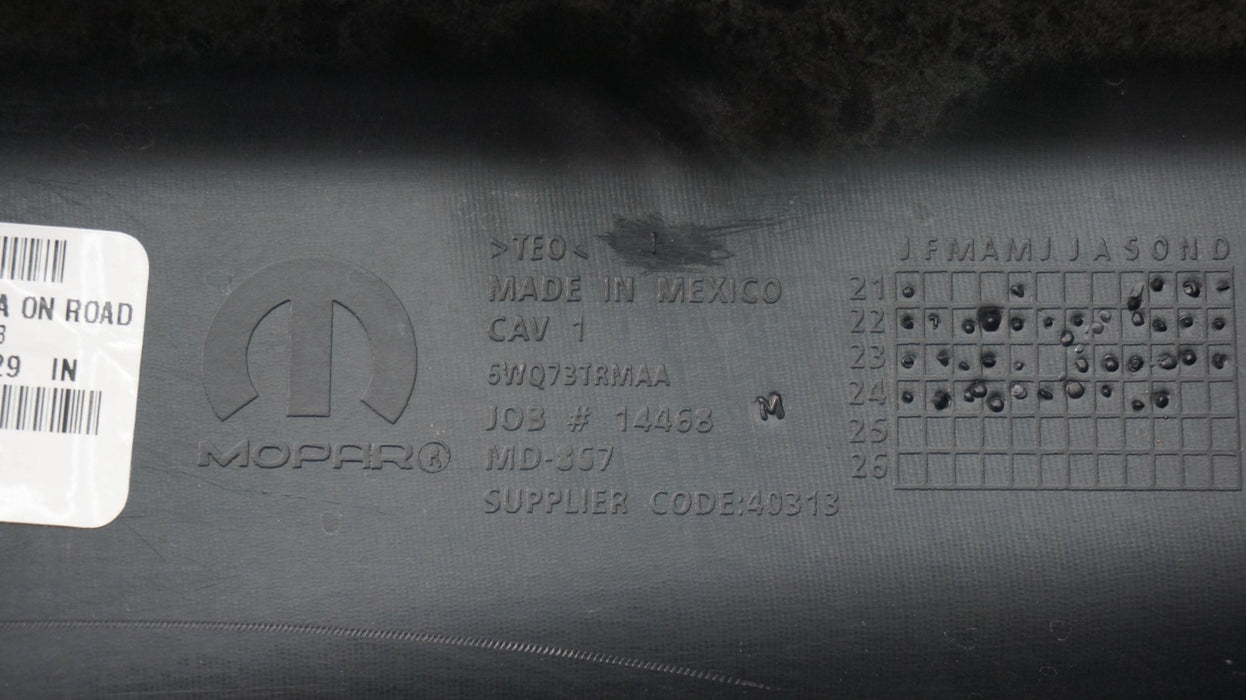 A ON ROAD
29 IN
MOPAR®
>TEO<
MADE IN MEXICO
CAV 1
5WQ73TRMAA
JOB # 14468
M
MD-357
SUPPLIER CODE:40313
J F M A M J J A S O N D
21
22
23
24
25
26